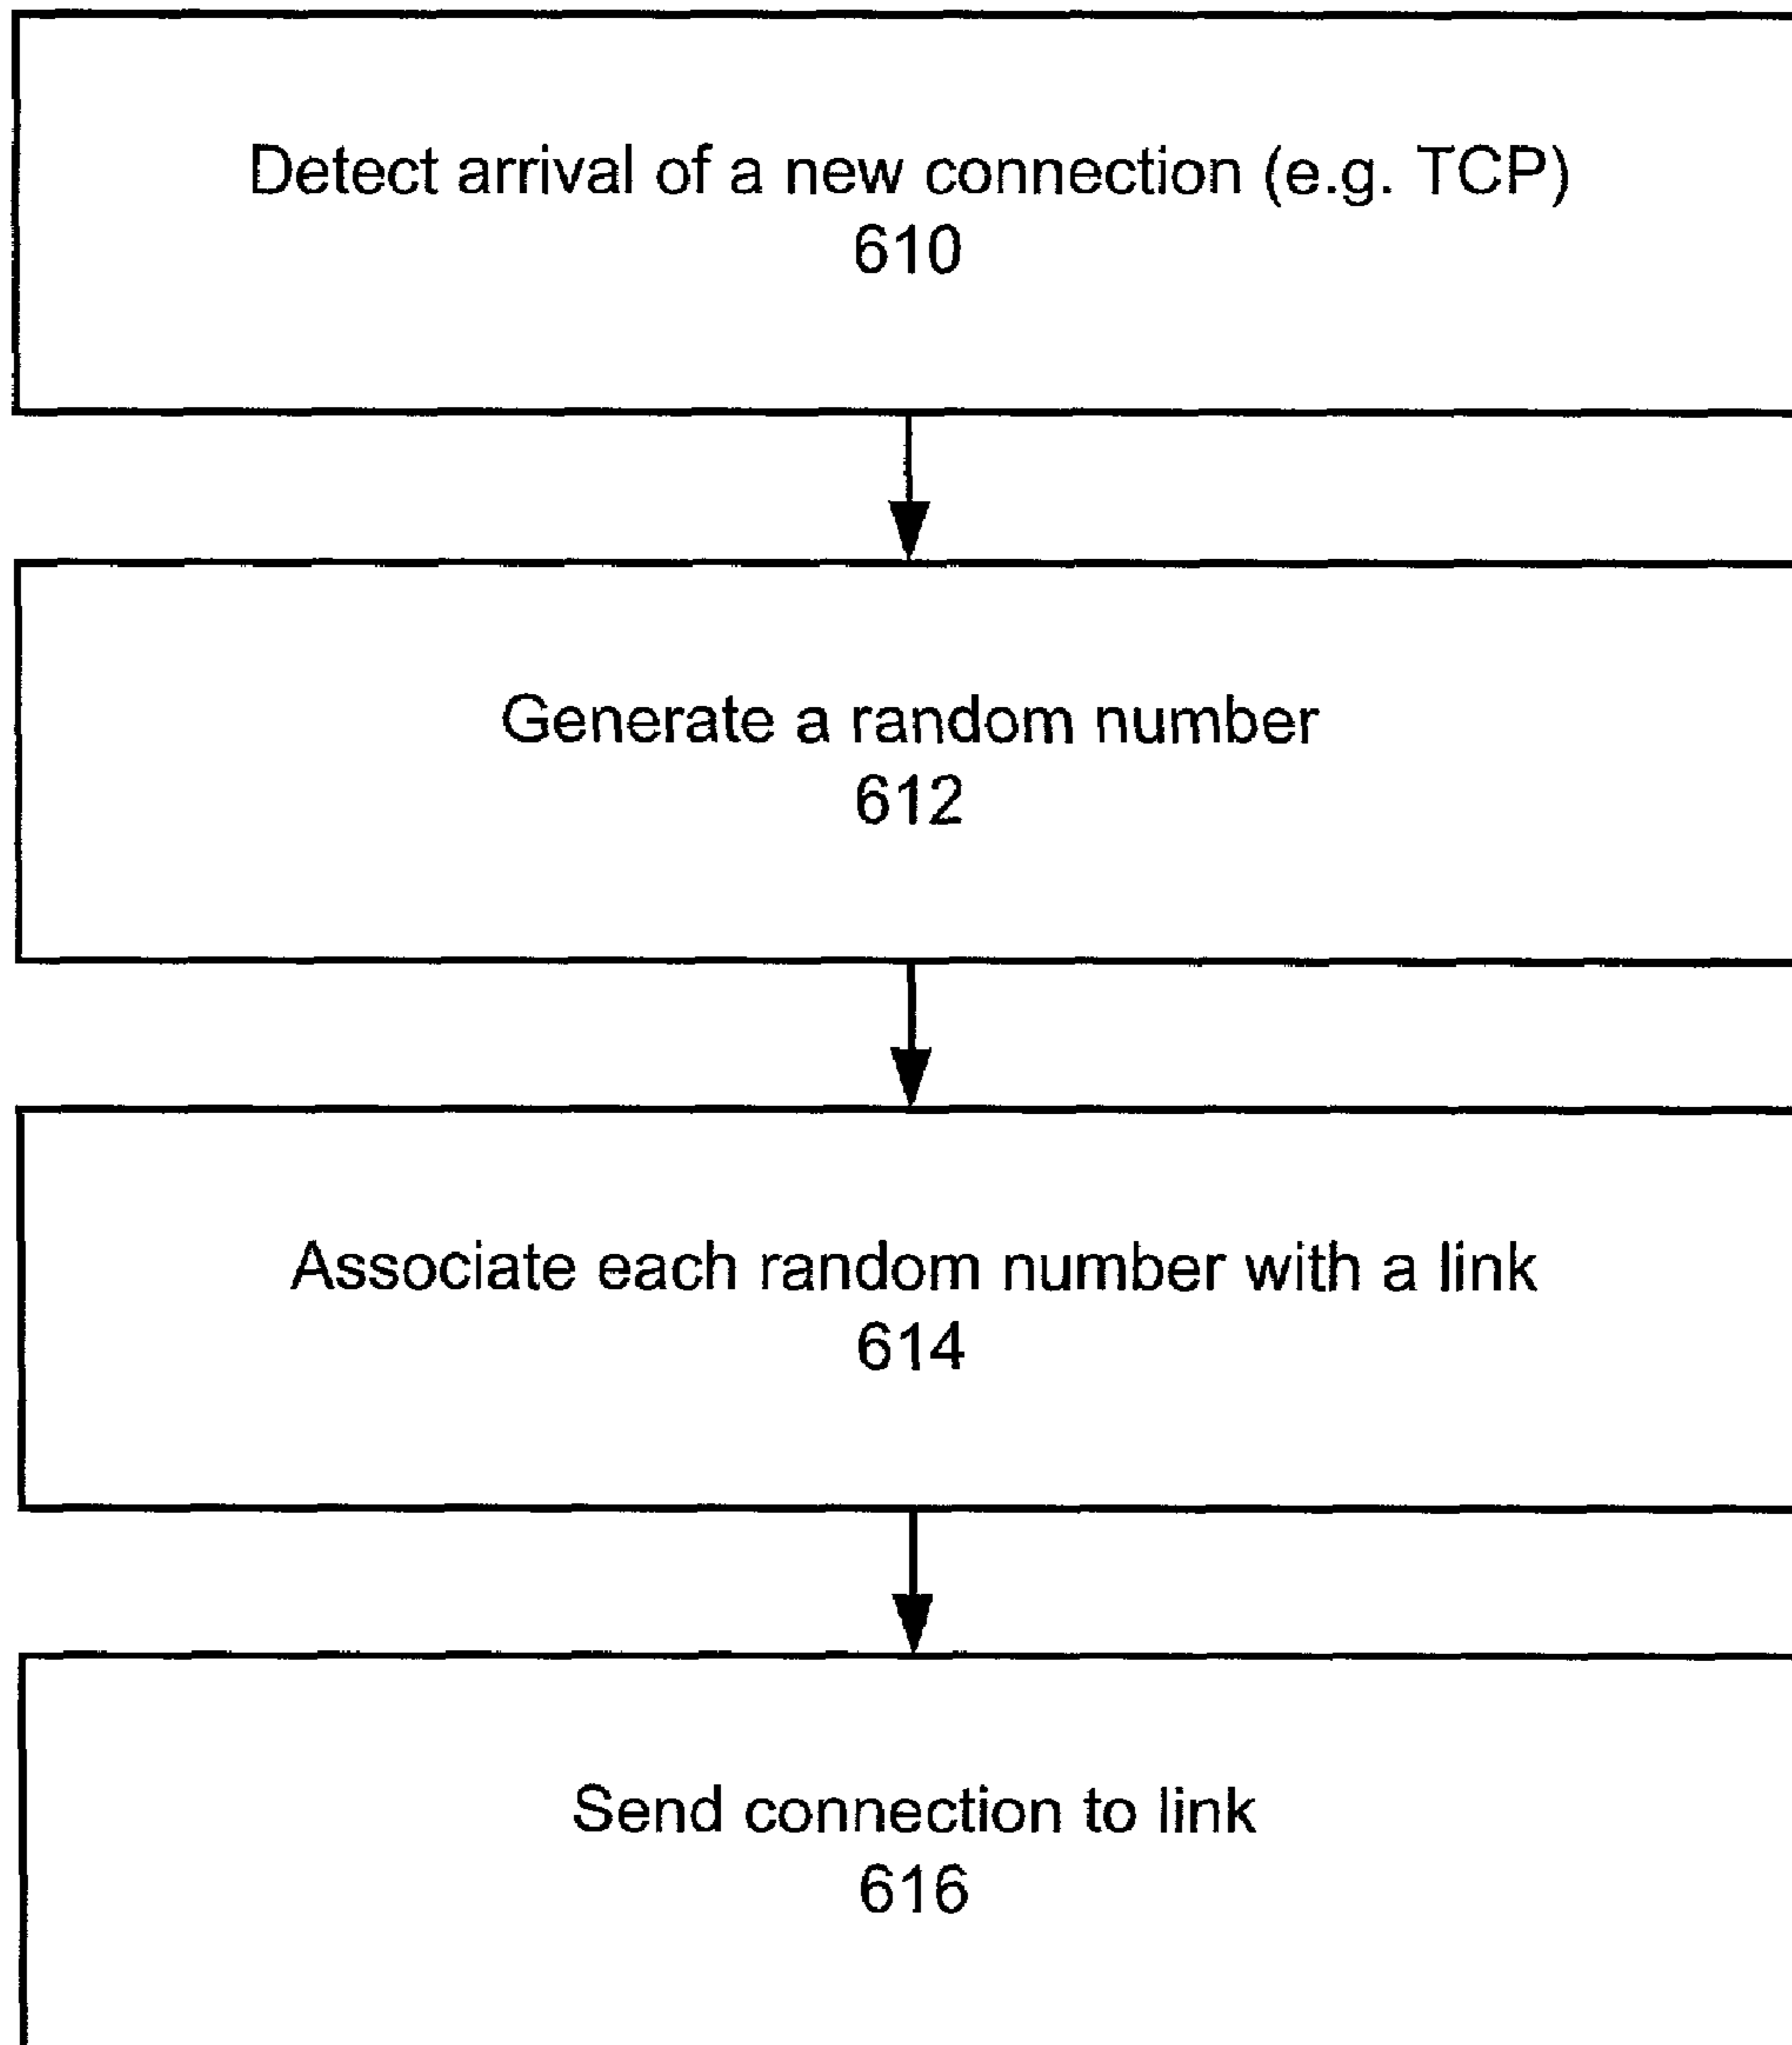 Detect arrival of a new connection (e.g. TCP)
610
Generate a random number
612
Associate each random number with a link
614
Send connection to link
616